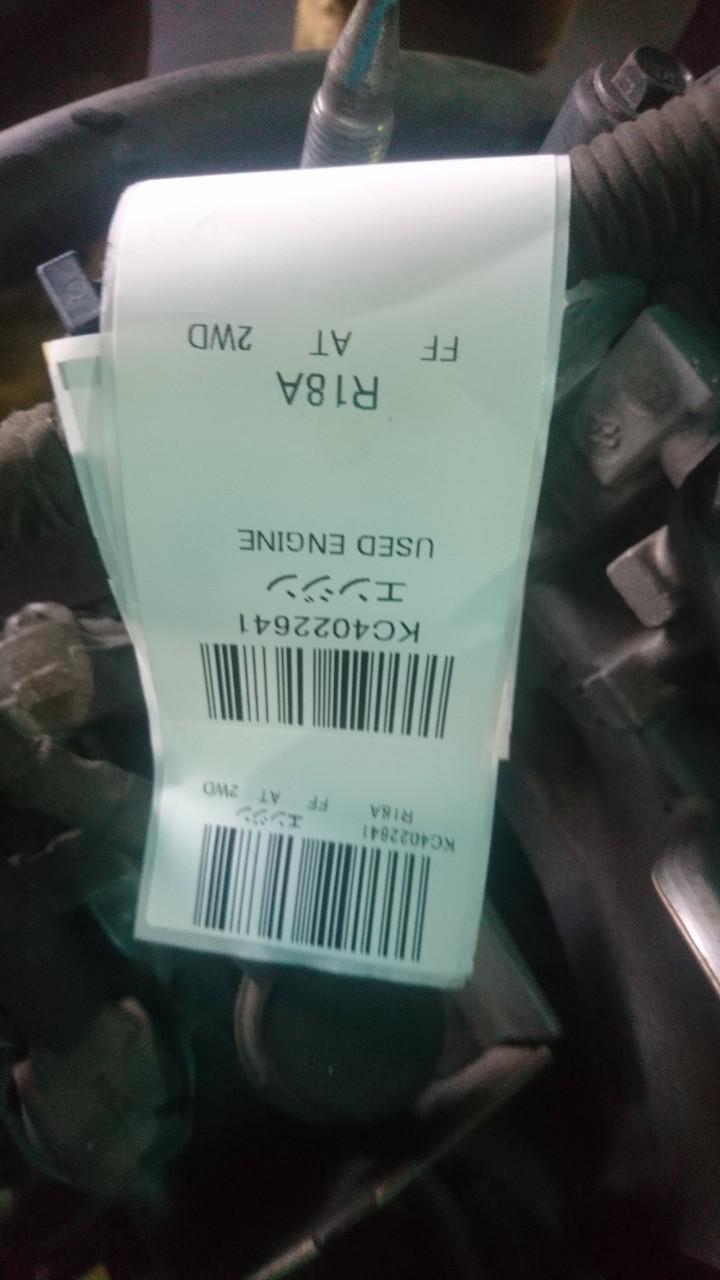 KC4022641
R18A
エンジン FF AT 2WD
KC4022641
エンジン
USED ENGINE
R18A
FF AT 2WD